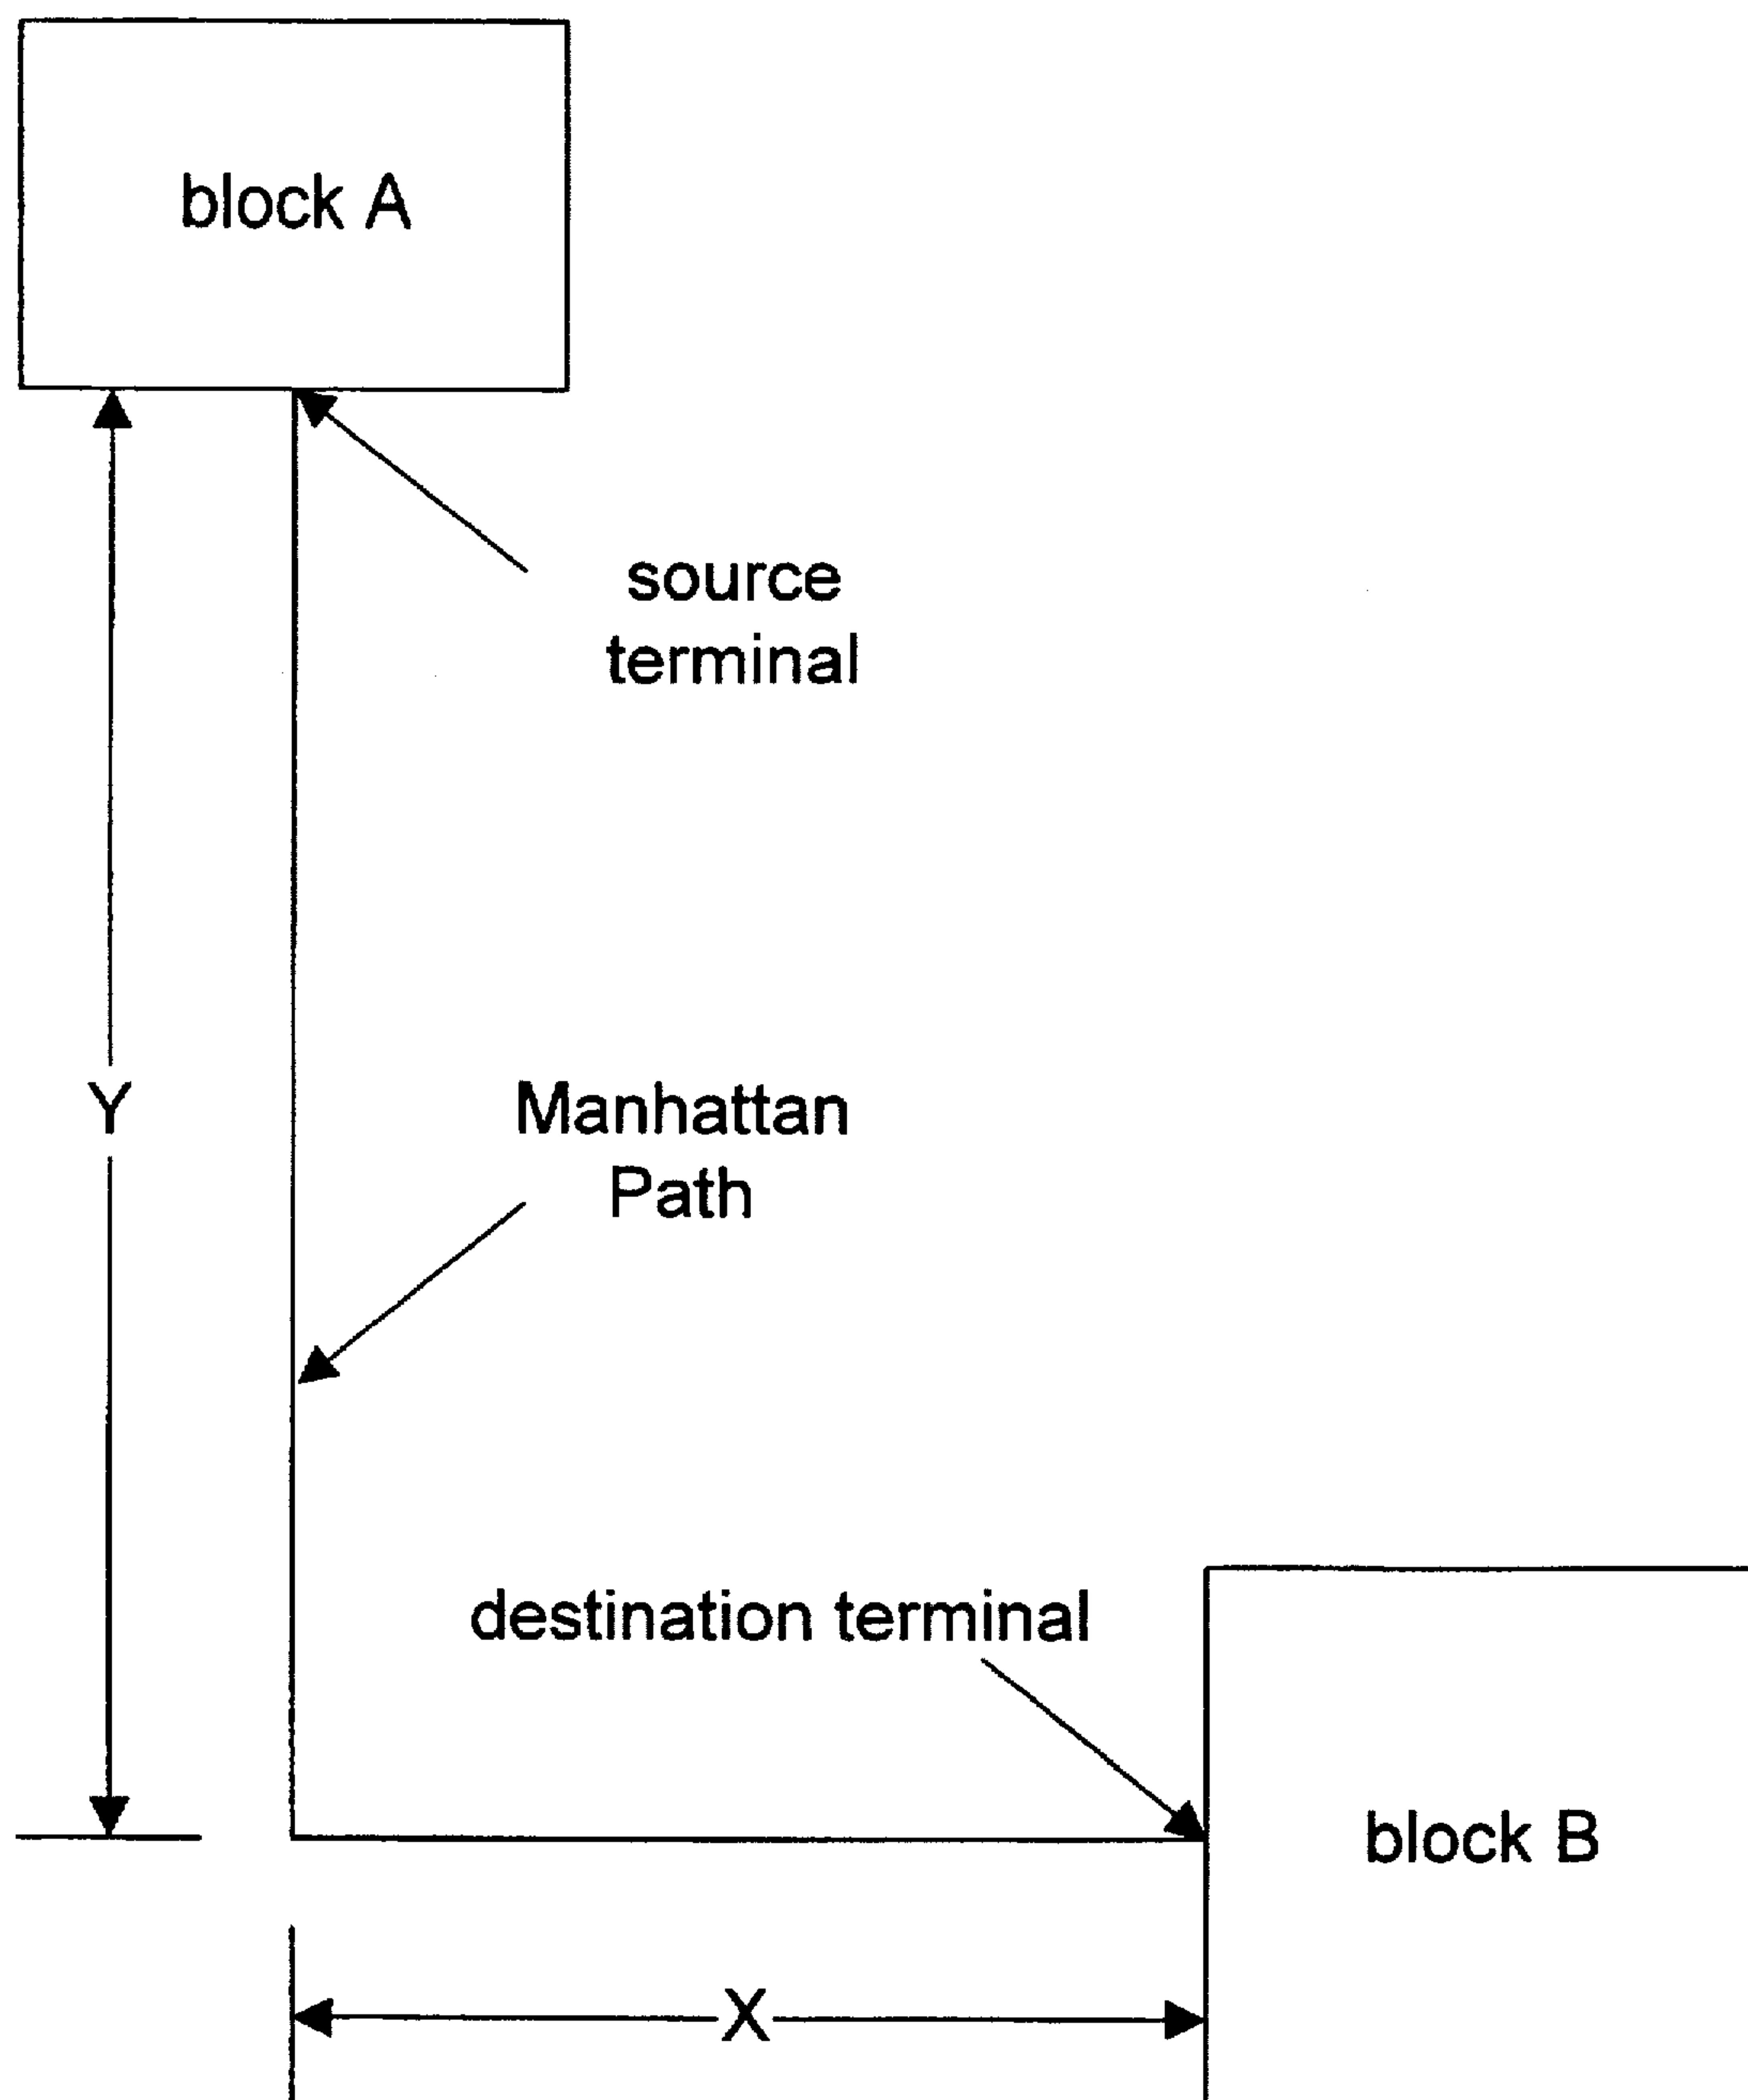 block A
source
terminal
Y
Manhattan
Path
destination terminal
block B
X